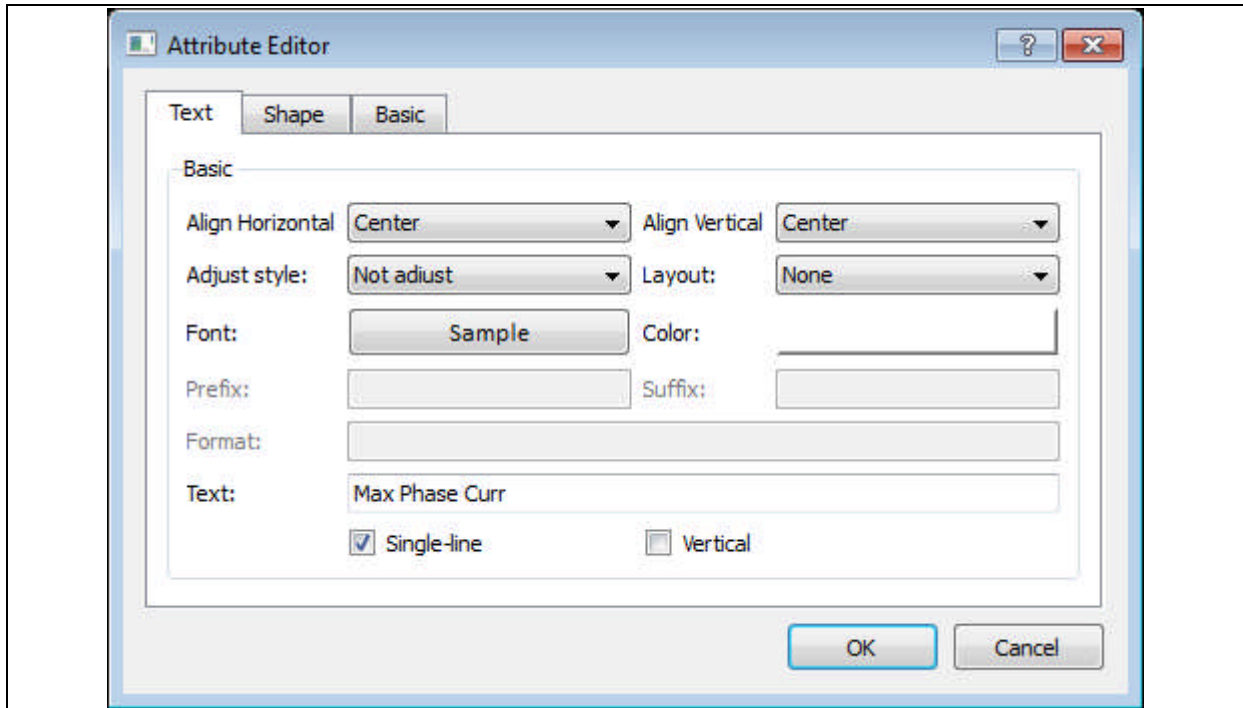 Attribute Editor
Text Shape Basic
Basic
Align Horizontal Center Align Vertical Center
Adjust style: Not adjust Layout: None
Font: Sample Color:
Prefix: Suffix:
Format:
Text: Max Phase Curr
Single-line Vertical
OK Cancel